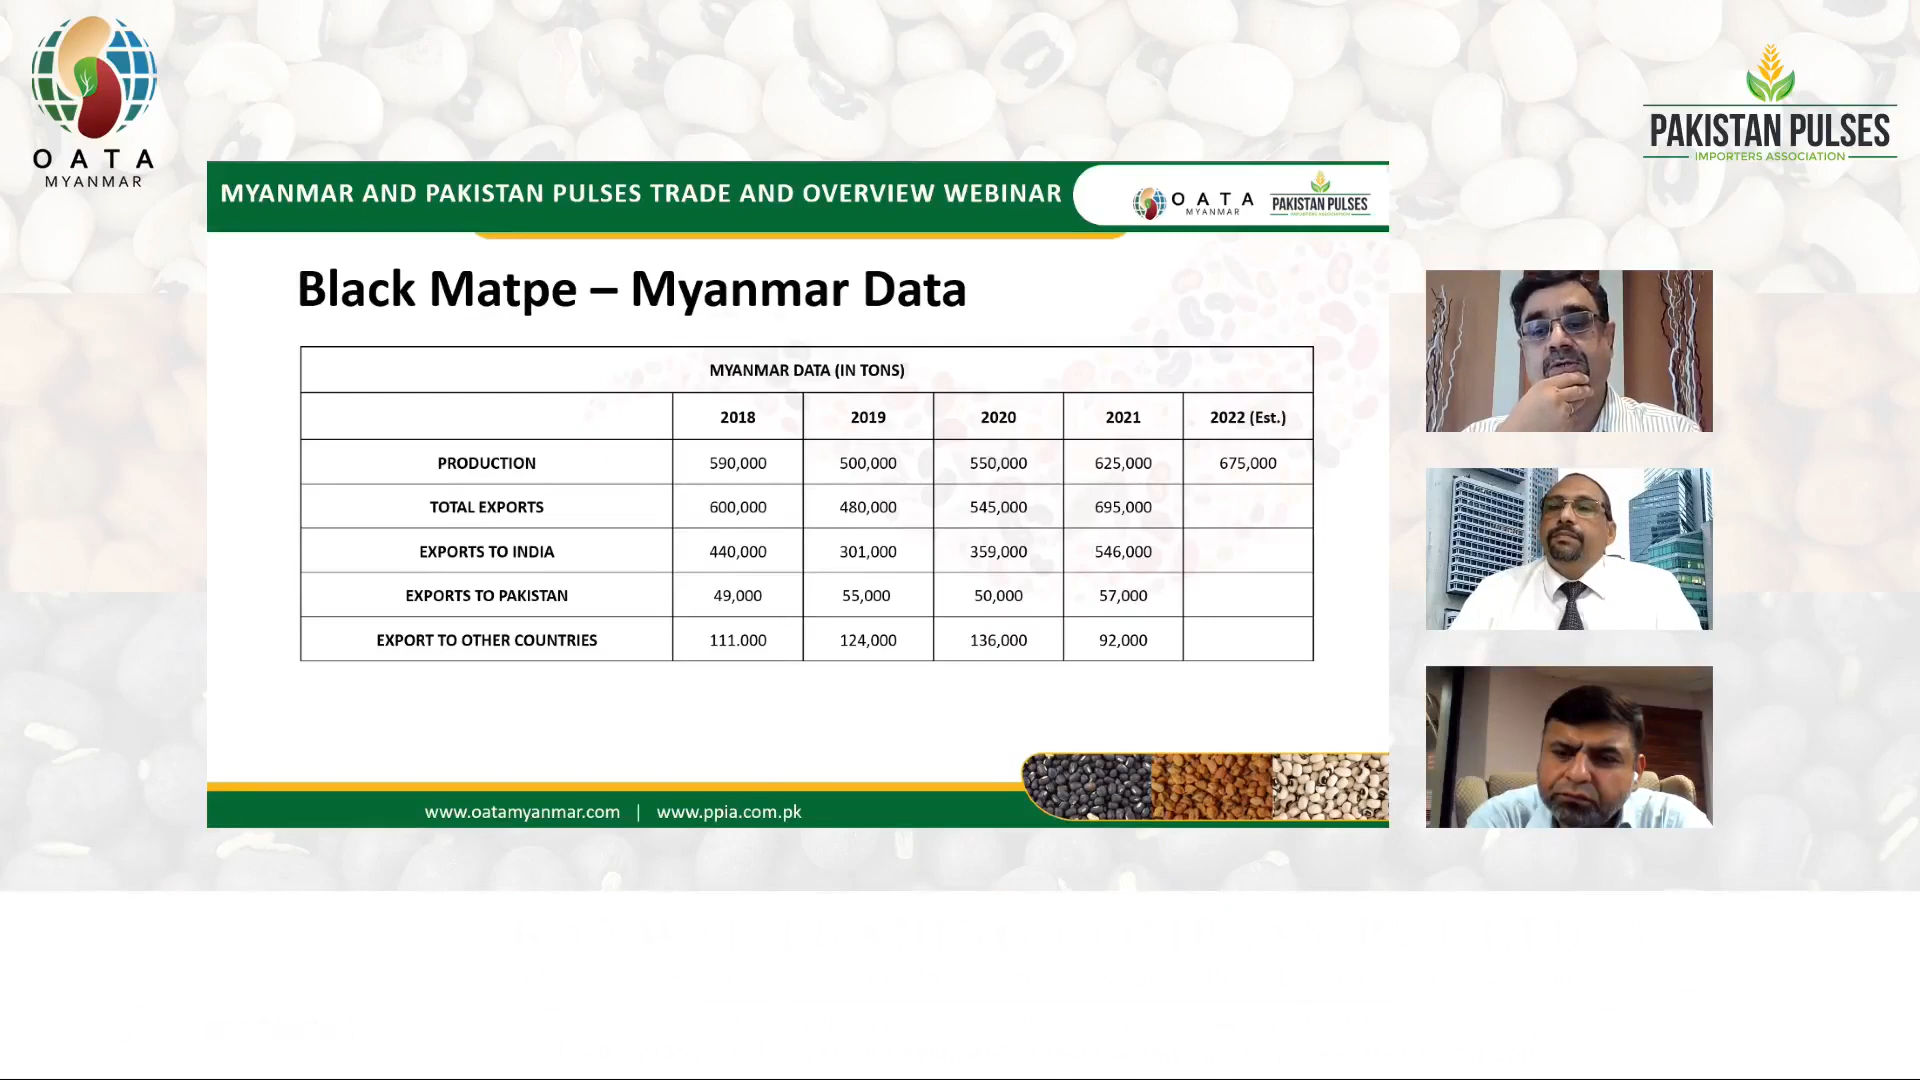 OATA
MYANMAR
PAKISTAN PULSES
IMPORTERS ASSOCIATION
MYANMAR AND PAKISTAN PULSES TRADE AND OVERVIEW WEBINAR
OATA
MYANMAR
PAKISTAN PULSES
IMPORTERS ASSOCIATION
Black Matpe – Myanmar Data
MYANMAR DATA (IN TONS)
2018 2019 2020 2021 2022 (Est.)
PRODUCTION 590,000 500,000 550,000 625,000 675,000
TOTAL EXPORTS 600,000 480,000 545,000 695,000
EXPORTS TO INDIA 440,000 301,000 359,000 546,000
EXPORTS TO PAKISTAN 49,000 55,000 50,000 57,000
EXPORT TO OTHER COUNTRIES 111.000 124,000 136,000 92,000
www.oatamyanmar.com | www.ppia.com.pk